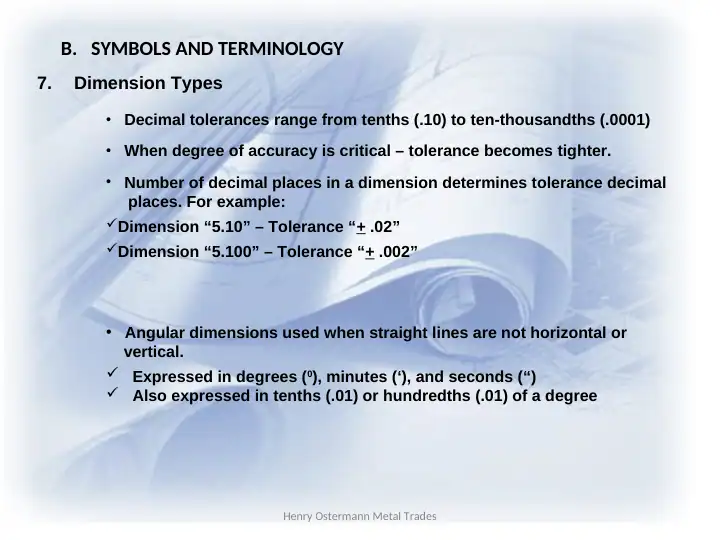 B. SYMBOLS AND TERMINOLOGY
7. Dimension Types
• Decimal tolerances range from tenths (.10) to ten-thousandths (.0001)
• When degree of accuracy is critical – tolerance becomes tighter.
• Number of decimal places in a dimension determines tolerance decimal
places. For example:
✓Dimension “5.10” – Tolerance “± .02”
✓Dimension “5.100” – Tolerance “± .002”
• Angular dimensions used when straight lines are not horizontal or
vertical.
✓ Expressed in degrees (⁰), minutes (‘), and seconds (“)
✓ Also expressed in tenths (.01) or hundredths (.01) of a degree
Henry Ostermann Metal Trades